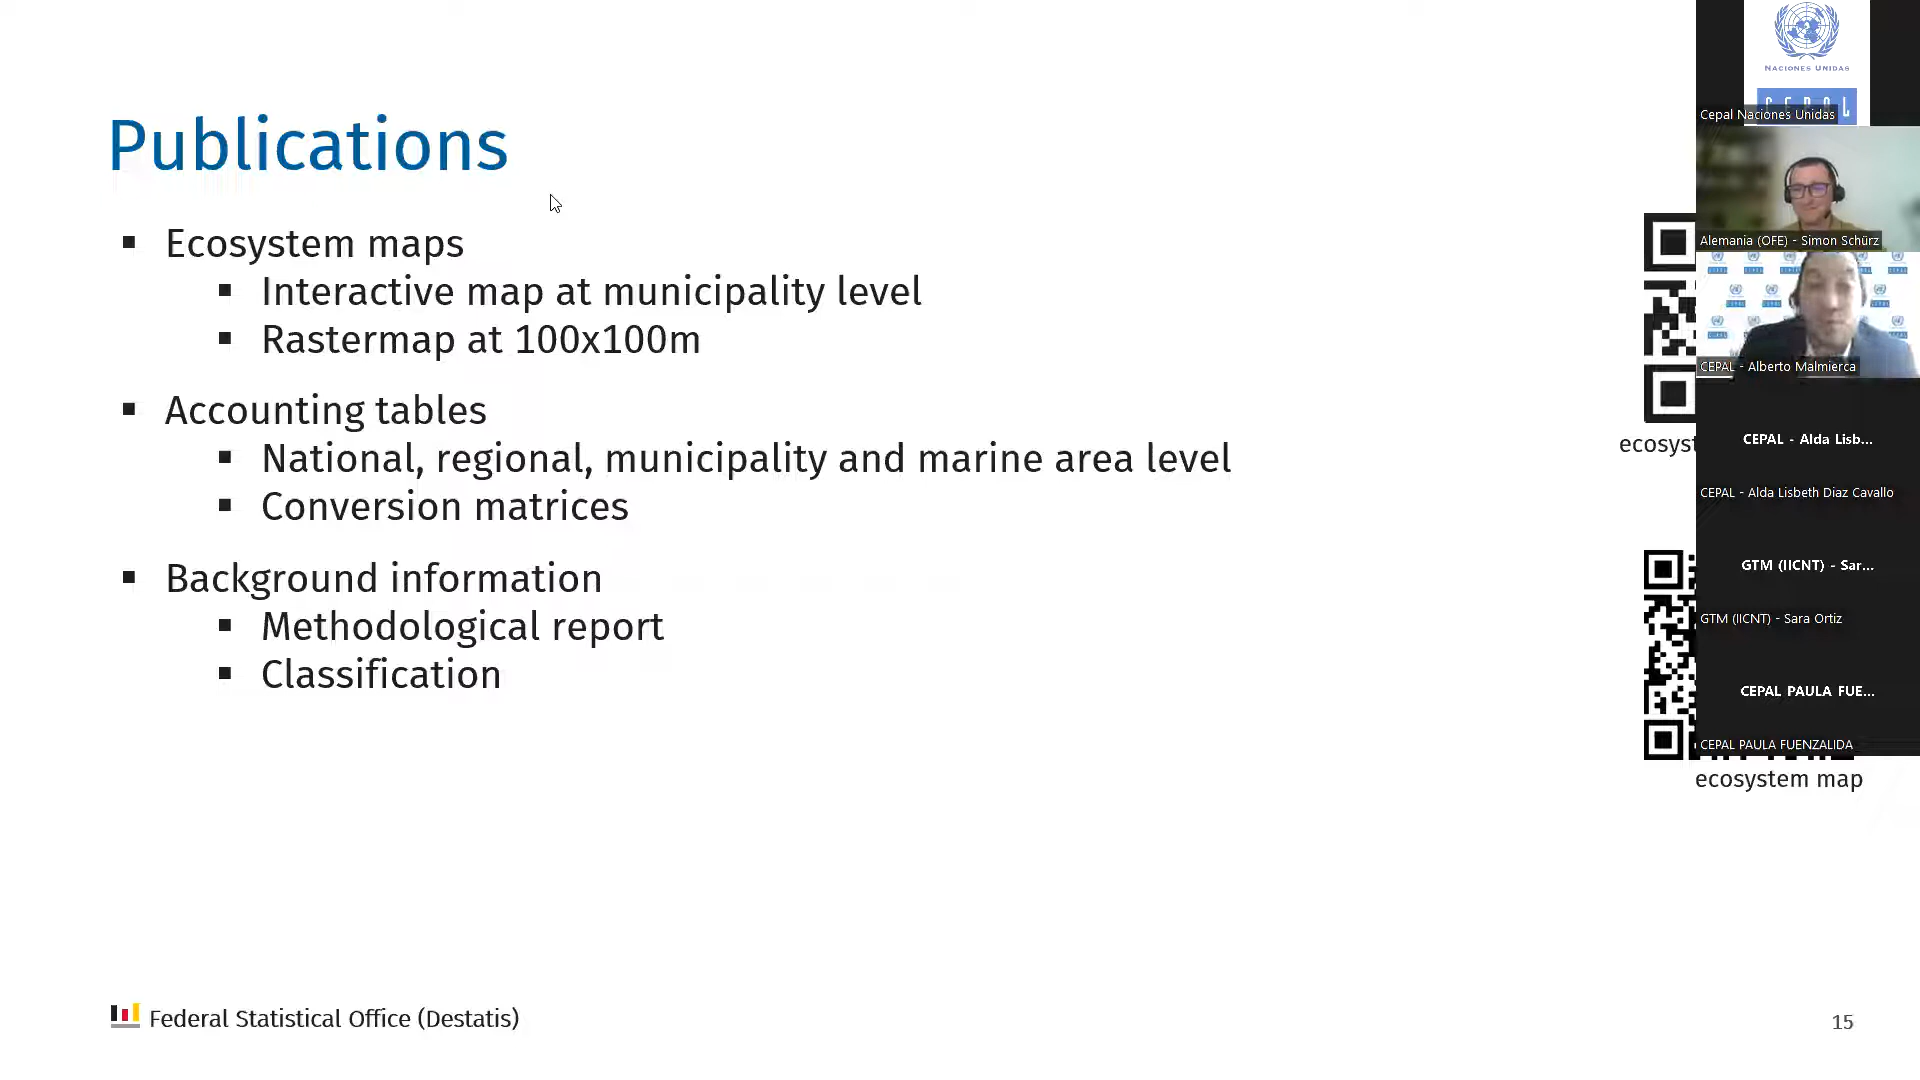 Publications
Ecosystem maps
Interactive map at municipality level
Rastermap at 100x100m
Accounting tables
National, regional, municipality and marine area level
Conversion matrices
Background information
Methodological report
Classification
ecosyst
ecosystem map
Federal Statistical Office (Destatis)
15
NACIONES UNIDAS
CEPAL
Cepal Naciones Unidas
Alemania (OFE) - Simon Schürz
CEPAL - Alberto Malmierca
CEPAL - Alda Lisb...
CEPAL - Alda Lisbeth Diaz Cavallo
GTM (IICNT) - Sar...
GTM (IICNT) - Sara Ortiz
CEPAL PAULA FUE...
CEPAL PAULA FUENZALIDA